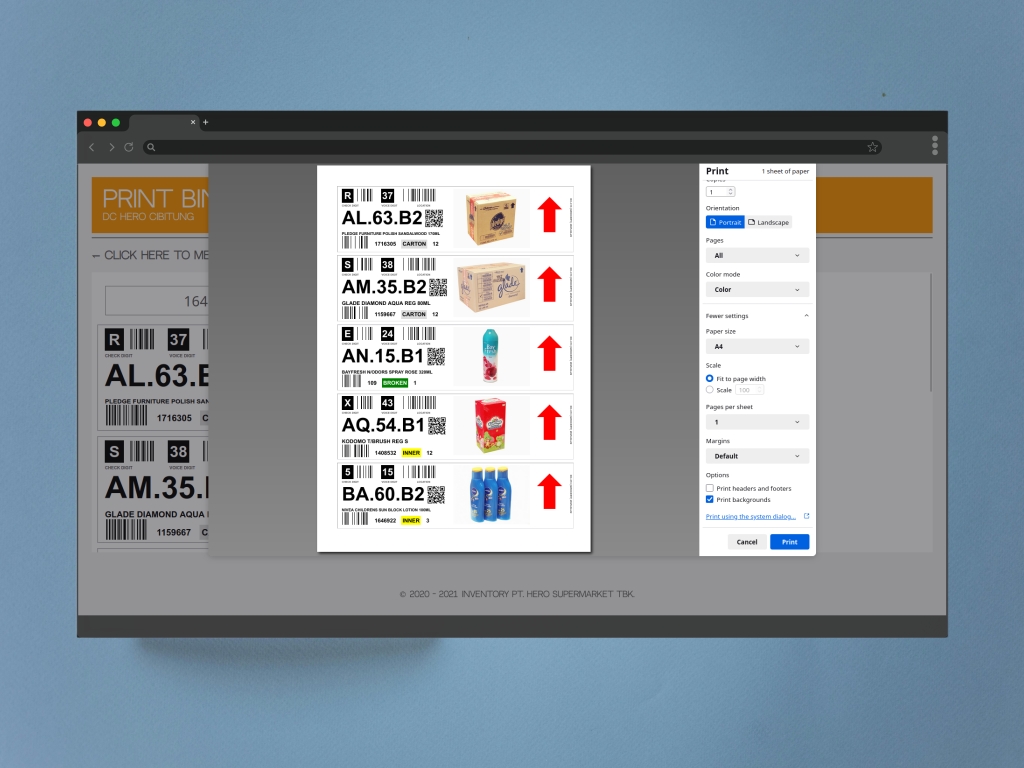 PRINT BIN
DC HERO CIBITUNG
← CLICK HERE TO ME
164
R 37
CHECK DIGIT VOICE DIGIT
AL.63.B
PLEDGE FURNITURE POLISH SAN
1716305 C
S 38
CHECK DIGIT VOICE DIGIT
AM.35.
GLADE DIAMOND AQUA R
1159667 C
R 37
CHECK DIGIT VOICE DIGIT LOCATION
AL.63.B2
PLEDGE FURNITURE POLISH SANDALWOOD 170ML
1716305 CARTON 12
S 38
CHECK DIGIT VOICE DIGIT LOCATION
AM.35.B2
GLADE DIAMOND AQUA REG 80ML
1159667 CARTON 12
glade
E 24
CHECK DIGIT VOICE DIGIT LOCATION
AN.15.B1
BAYFRESH N/ODORS SPRAY ROSE 320ML
109 BROKEN 1
X 43
CHECK DIGIT VOICE DIGIT LOCATION
AQ.54.B1
KODOMO T/BRUSH REG S
1408532 INNER 12
5 15
CHECK DIGIT VOICE DIGIT LOCATION
BA.60.B2
NIVEA CHILDRENS SUN BLOCK LOTION 100ML
1646922 INNER 3
Print 1 sheet of paper
1
Orientation
Portrait Landscape
Pages
All
Color mode
Color
Fewer settings
Paper size
A4
Scale
Fit to page width
Scale 100
Pages per sheet
1
Margins
Default
Options
Print headers and footers
Print backgrounds
Print using the system dialog...
Cancel Print
© 2020 - 2021 INVENTORY PT. HERO SUPERMARKET TBK.